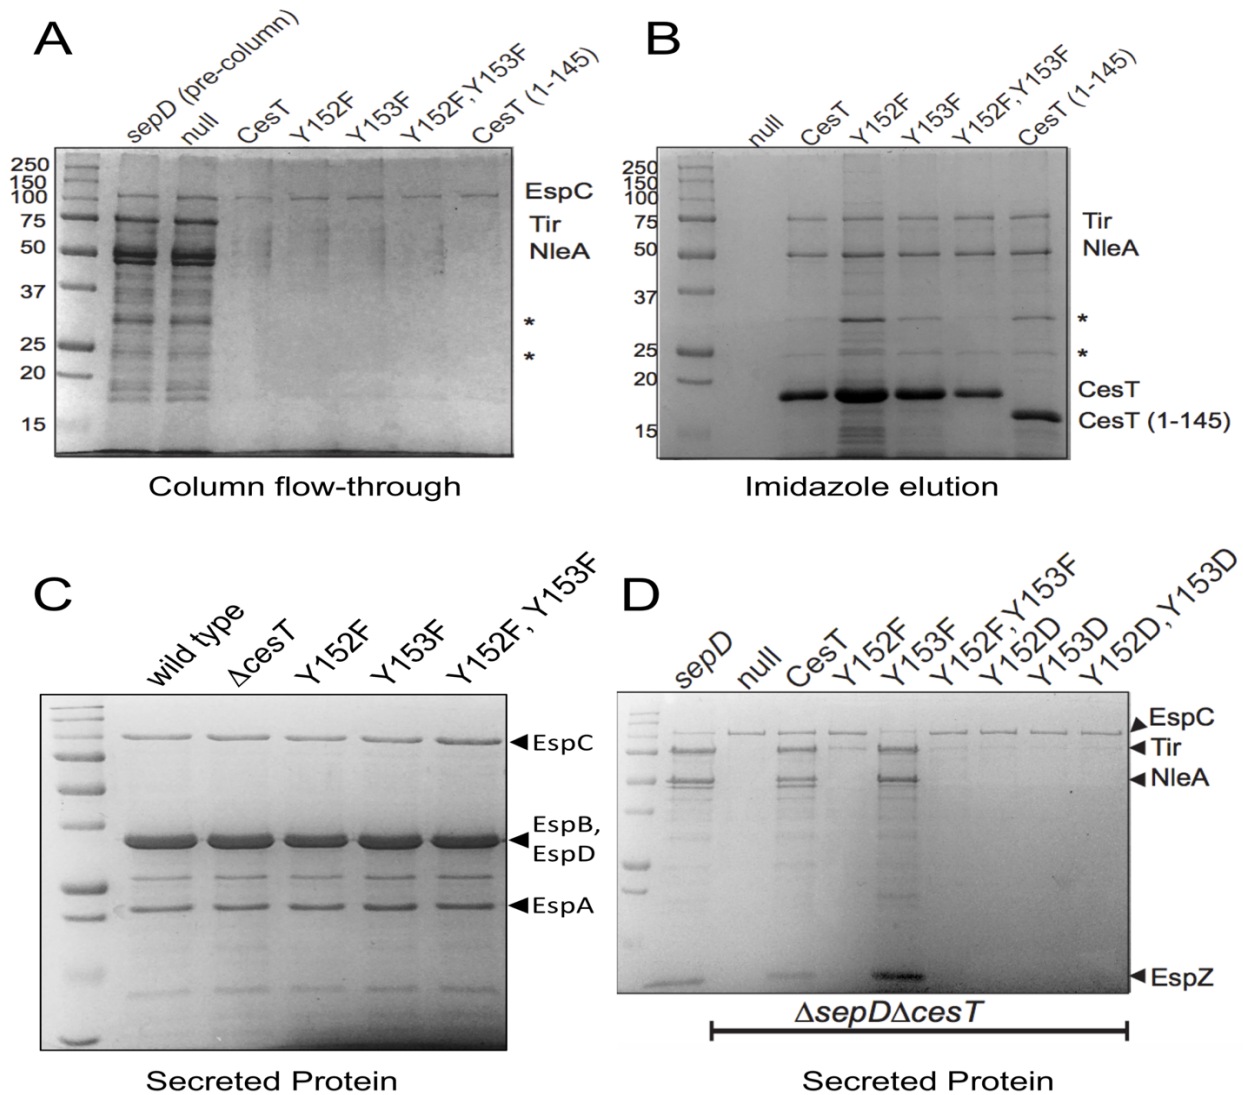 A
sepD (pre-column)
null
CesT
Y152F
Y153F
Y152F,Y153F
CesT (1-145)
250
150
100
75
50
37
25
20
15
EspC
Tir
NleA
*
*
Column flow-through
B
null
CesT
Y152F
Y153F
Y152F,Y153F
CesT (1-145)
250
150
100
75
50
37
25
20
15
Tir
NleA
*
*
CesT
CesT (1-145)
Imidazole elution
C
wild type
ΔcesT
Y152F
Y153F
Y152F, Y153F
EspC
EspB,
EspD
EspA
Secreted Protein
D
sepD
null
CesT
Y152F
Y153F
Y152F,Y153F
Y152D
Y153D
Y152D,Y153D
EspC
Tir
NleA
EspZ
ΔsepDΔcesT
Secreted Protein